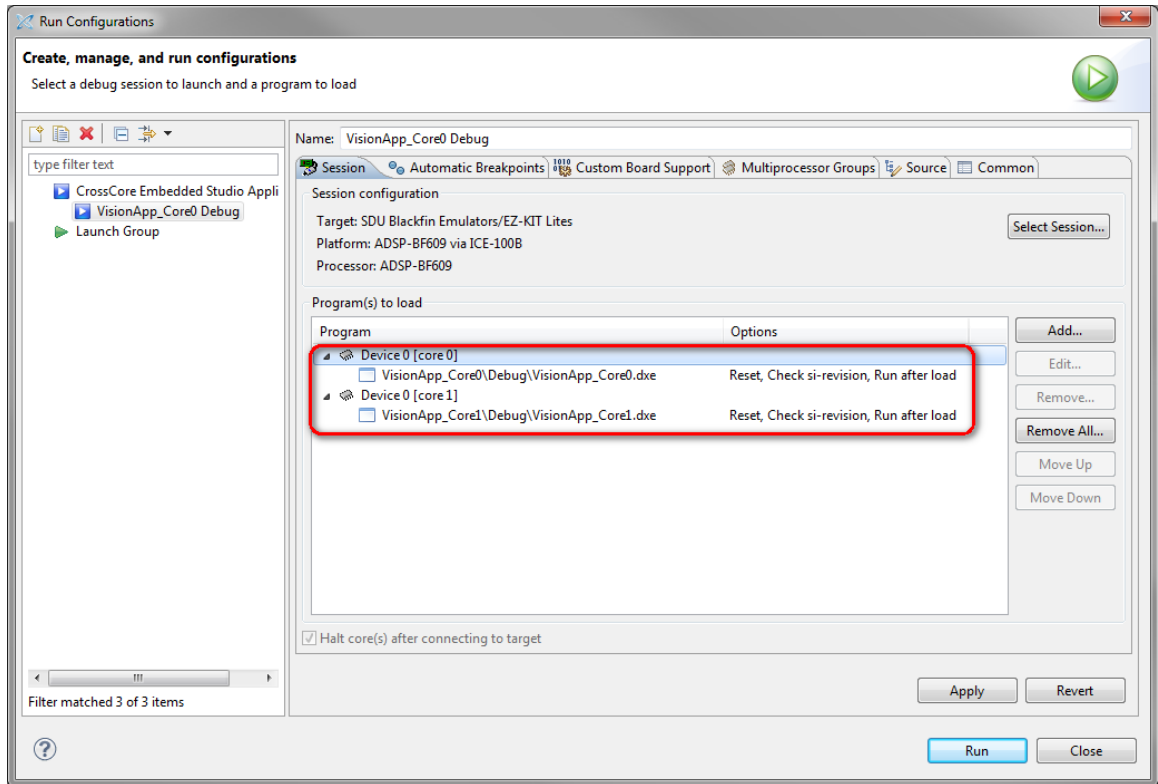 Run Configurations
Create, manage, and run configurations
Select a debug session to launch and a program to load
type filter text
CrossCore Embedded Studio Appli
VisionApp_Core0 Debug
Launch Group
Filter matched 3 of 3 items
Name: VisionApp_Core0 Debug
Session Automatic Breakpoints Custom Board Support Multiprocessor Groups Source Common
Session configuration
Target: SDU Blackfin Emulators/EZ-KIT Lites
Platform: ADSP-BF609 via ICE-100B
Processor: ADSP-BF609
Select Session...
Program(s) to load
Program Options
Device 0 [core 0]
VisionApp_Core0\Debug\VisionApp_Core0.dxe Reset, Check si-revision, Run after load
Device 0 [core 1]
VisionApp_Core1\Debug\VisionApp_Core1.dxe Reset, Check si-revision, Run after load
Add...
Edit...
Remove...
Remove All...
Move Up
Move Down
Halt core(s) after connecting to target
Apply Revert
Run Close